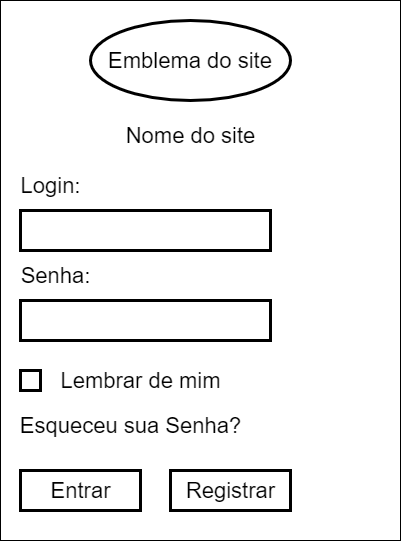 Emblema do site
Nome do site
Login:
Senha:
Lembrar de mim
Esqueceu sua Senha?
Entrar
Registrar